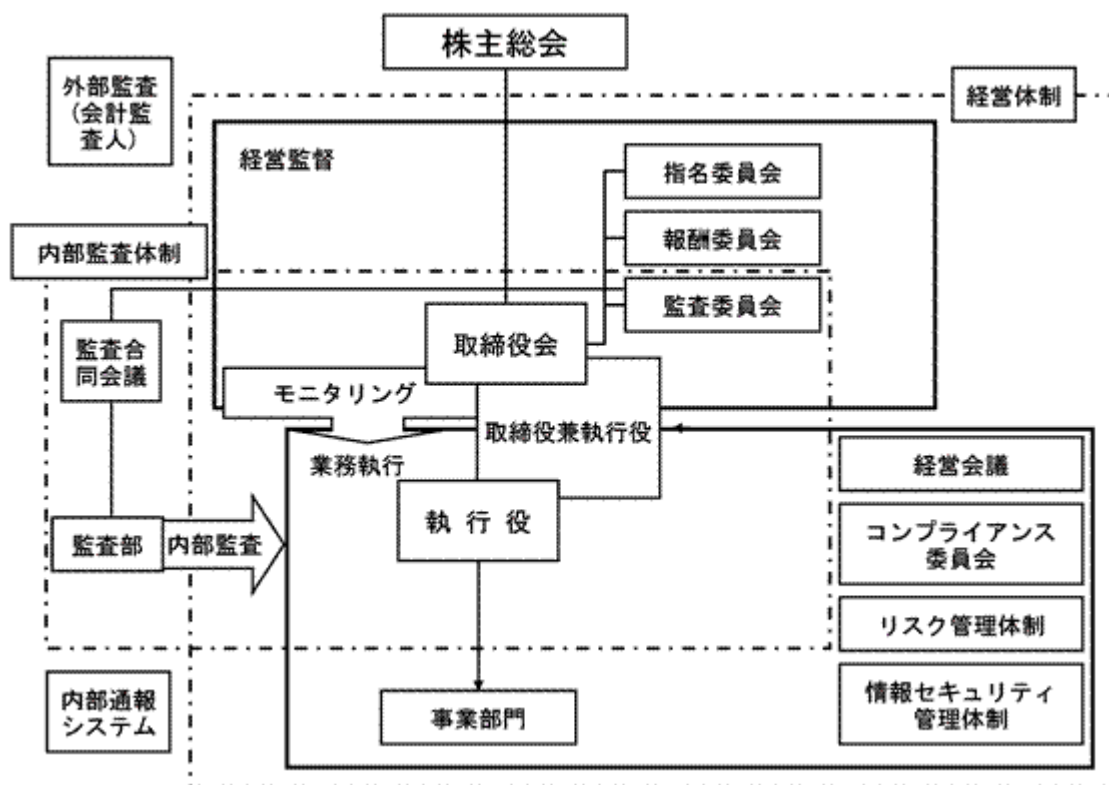 株主総会
外部監査
(会計監
査人)
経営体制
経営監督
指名委員会
報酬委員会
内部監査体制
監査委員会
監査合
同会議
取締役会
モニタリング
取締役兼執行役
業務執行
経営会議
執行役
コンプライアンス
委員会
監査部
内部監査
リスク管理体制
内部通報
システム
事業部門
情報セキュリティ
管理体制